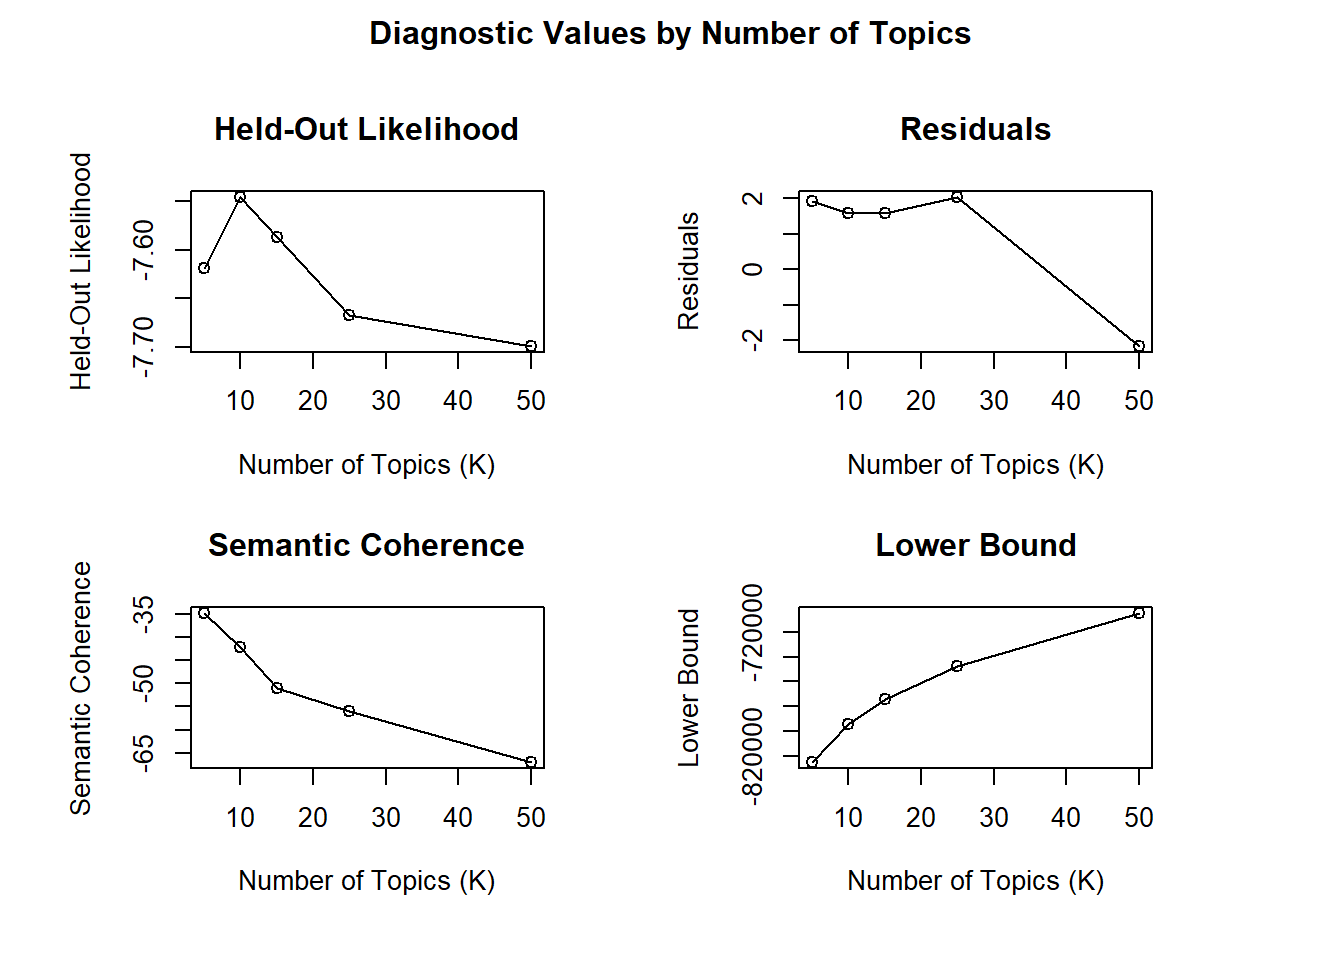 Diagnostic Values by Number of Topics
Held-Out Likelihood
Held-Out Likelihood
-7.60
-7.70
10 20 30 40 50
Number of Topics (K)
Residuals
Residuals
2
0
-2
10 20 30 40 50
Number of Topics (K)
Semantic Coherence
Semantic Coherence
-35
-50
-65
10 20 30 40 50
Number of Topics (K)
Lower Bound
Lower Bound
-720000
-820000
10 20 30 40 50
Number of Topics (K)